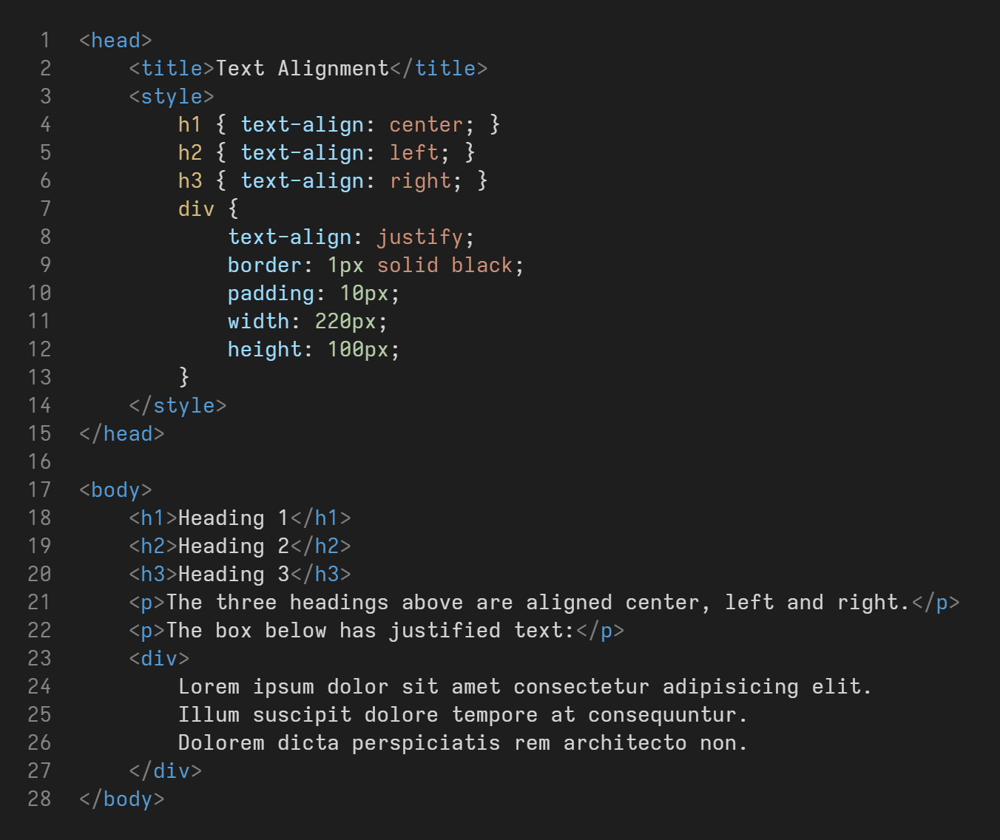 1 <head>
2     <title>Text Alignment</title>
3     <style>
4         h1 { text-align: center; }
5         h2 { text-align: left; }
6         h3 { text-align: right; }
7         div {
8             text-align: justify;
9             border: 1px solid black;
10             padding: 10px;
11             width: 220px;
12             height: 100px;
13         }
14     </style>
15 </head>
16
17 <body>
18     <h1>Heading 1</h1>
19     <h2>Heading 2</h2>
20     <h3>Heading 3</h3>
21     <p>The three headings above are aligned center, left and right.</p>
22     <p>The box below has justified text:</p>
23     <div>
24         Lorem ipsum dolor sit amet consectetur adipisicing elit.
25         Illum suscipit dolore tempore at consequuntur.
26         Dolorem dicta perspiciatis rem architecto non.
27     </div>
28 </body>